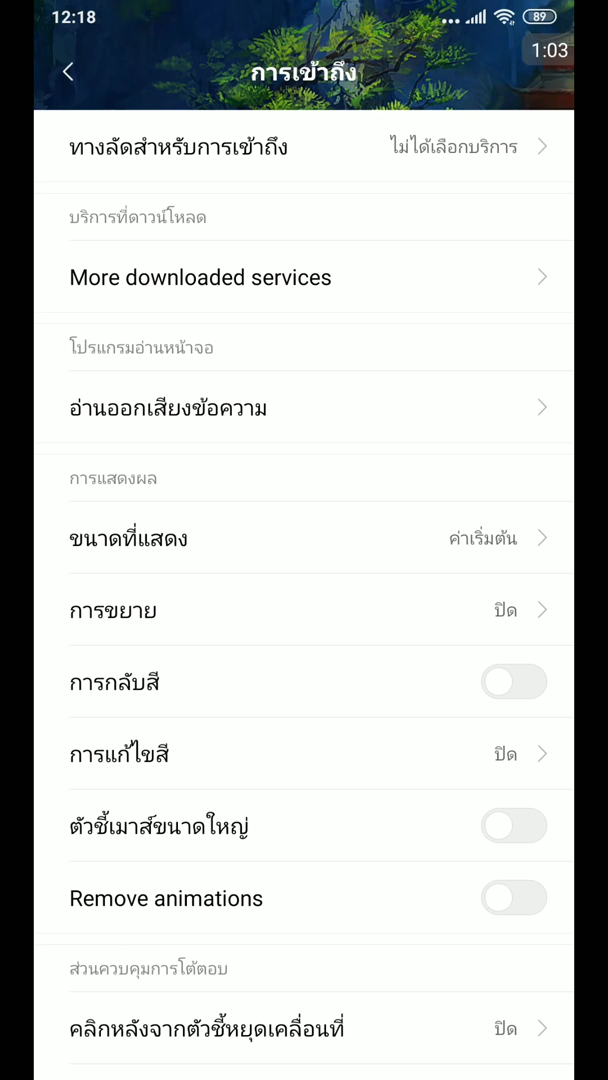 12:18
89
1:03
การเข้าถึง
ทางลัดสำหรับการเข้าถึง ไม่ได้เลือกบริการ
บริการที่ดาวน์โหลด
More downloaded services
โปรแกรมอ่านหน้าจอ
อ่านออกเสียงข้อความ
การแสดงผล
ขนาดที่แสดง ค่าเริ่มต้น
การขยาย ปิด
การกลับสี
การแก้ไขสี ปิด
ตัวชี้เมาส์ขนาดใหญ่
Remove animations
ส่วนควบคุมการโต้ตอบ
คลิกหลังจากตัวชี้หยุดเคลื่อนที่ ปิด